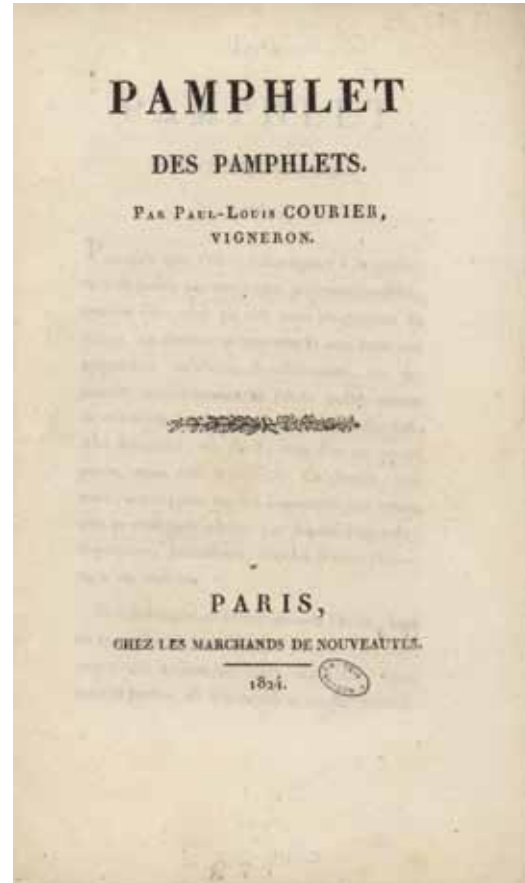 PAMPHLET
DES PAMPHLETS.
PAR PAUL-LOUIS COURIER,
VIGNERON.
PARIS,
CHEZ LES MARCHANDS DE NOUVEAUTÉS.
1824.